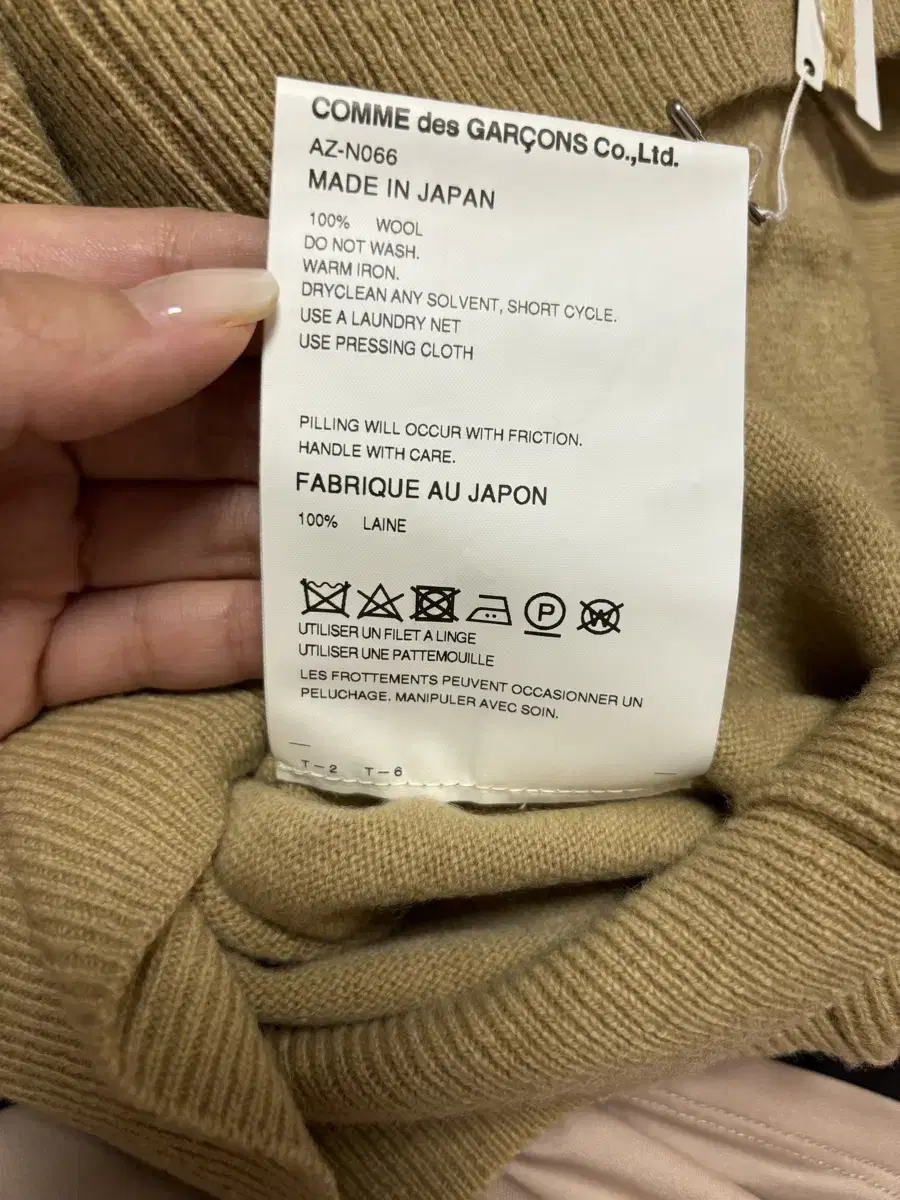 COMME des GARÇONS Co.,Ltd.
AZ-N066
MADE IN JAPAN
100% WOOL
DO NOT WASH.
WARM IRON.
DRYCLEAN ANY SOLVENT, SHORT CYCLE.
USE A LAUNDRY NET
USE PRESSING CLOTH
PILLING WILL OCCUR WITH FRICTION.
HANDLE WITH CARE.
FABRIQUE AU JAPON
100% LAINE
P W
UTILISER UN FILET A LINGE
UTILISER UNE PATTEMOUILLE
LES FROTTEMENTS PEUVENT OCCASIONNER UN
PELUCHAGE. MANIPULER AVEC SOIN.
T-2 T-6